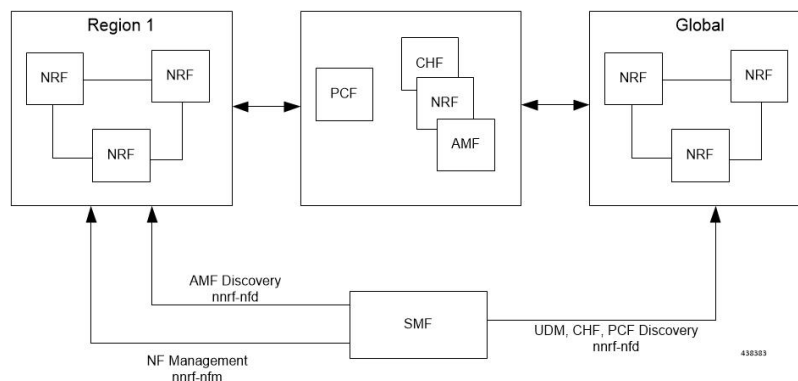 Region 1
NRF
NRF
NRF
PCF
CHF
NRF
AMF
Global
NRF
NRF
NRF
AMF Discovery
nnrf-nfd
SMF
UDM, CHF, PCF Discovery
nnrf-nfd
NF Management
nnrf-nfm
438383